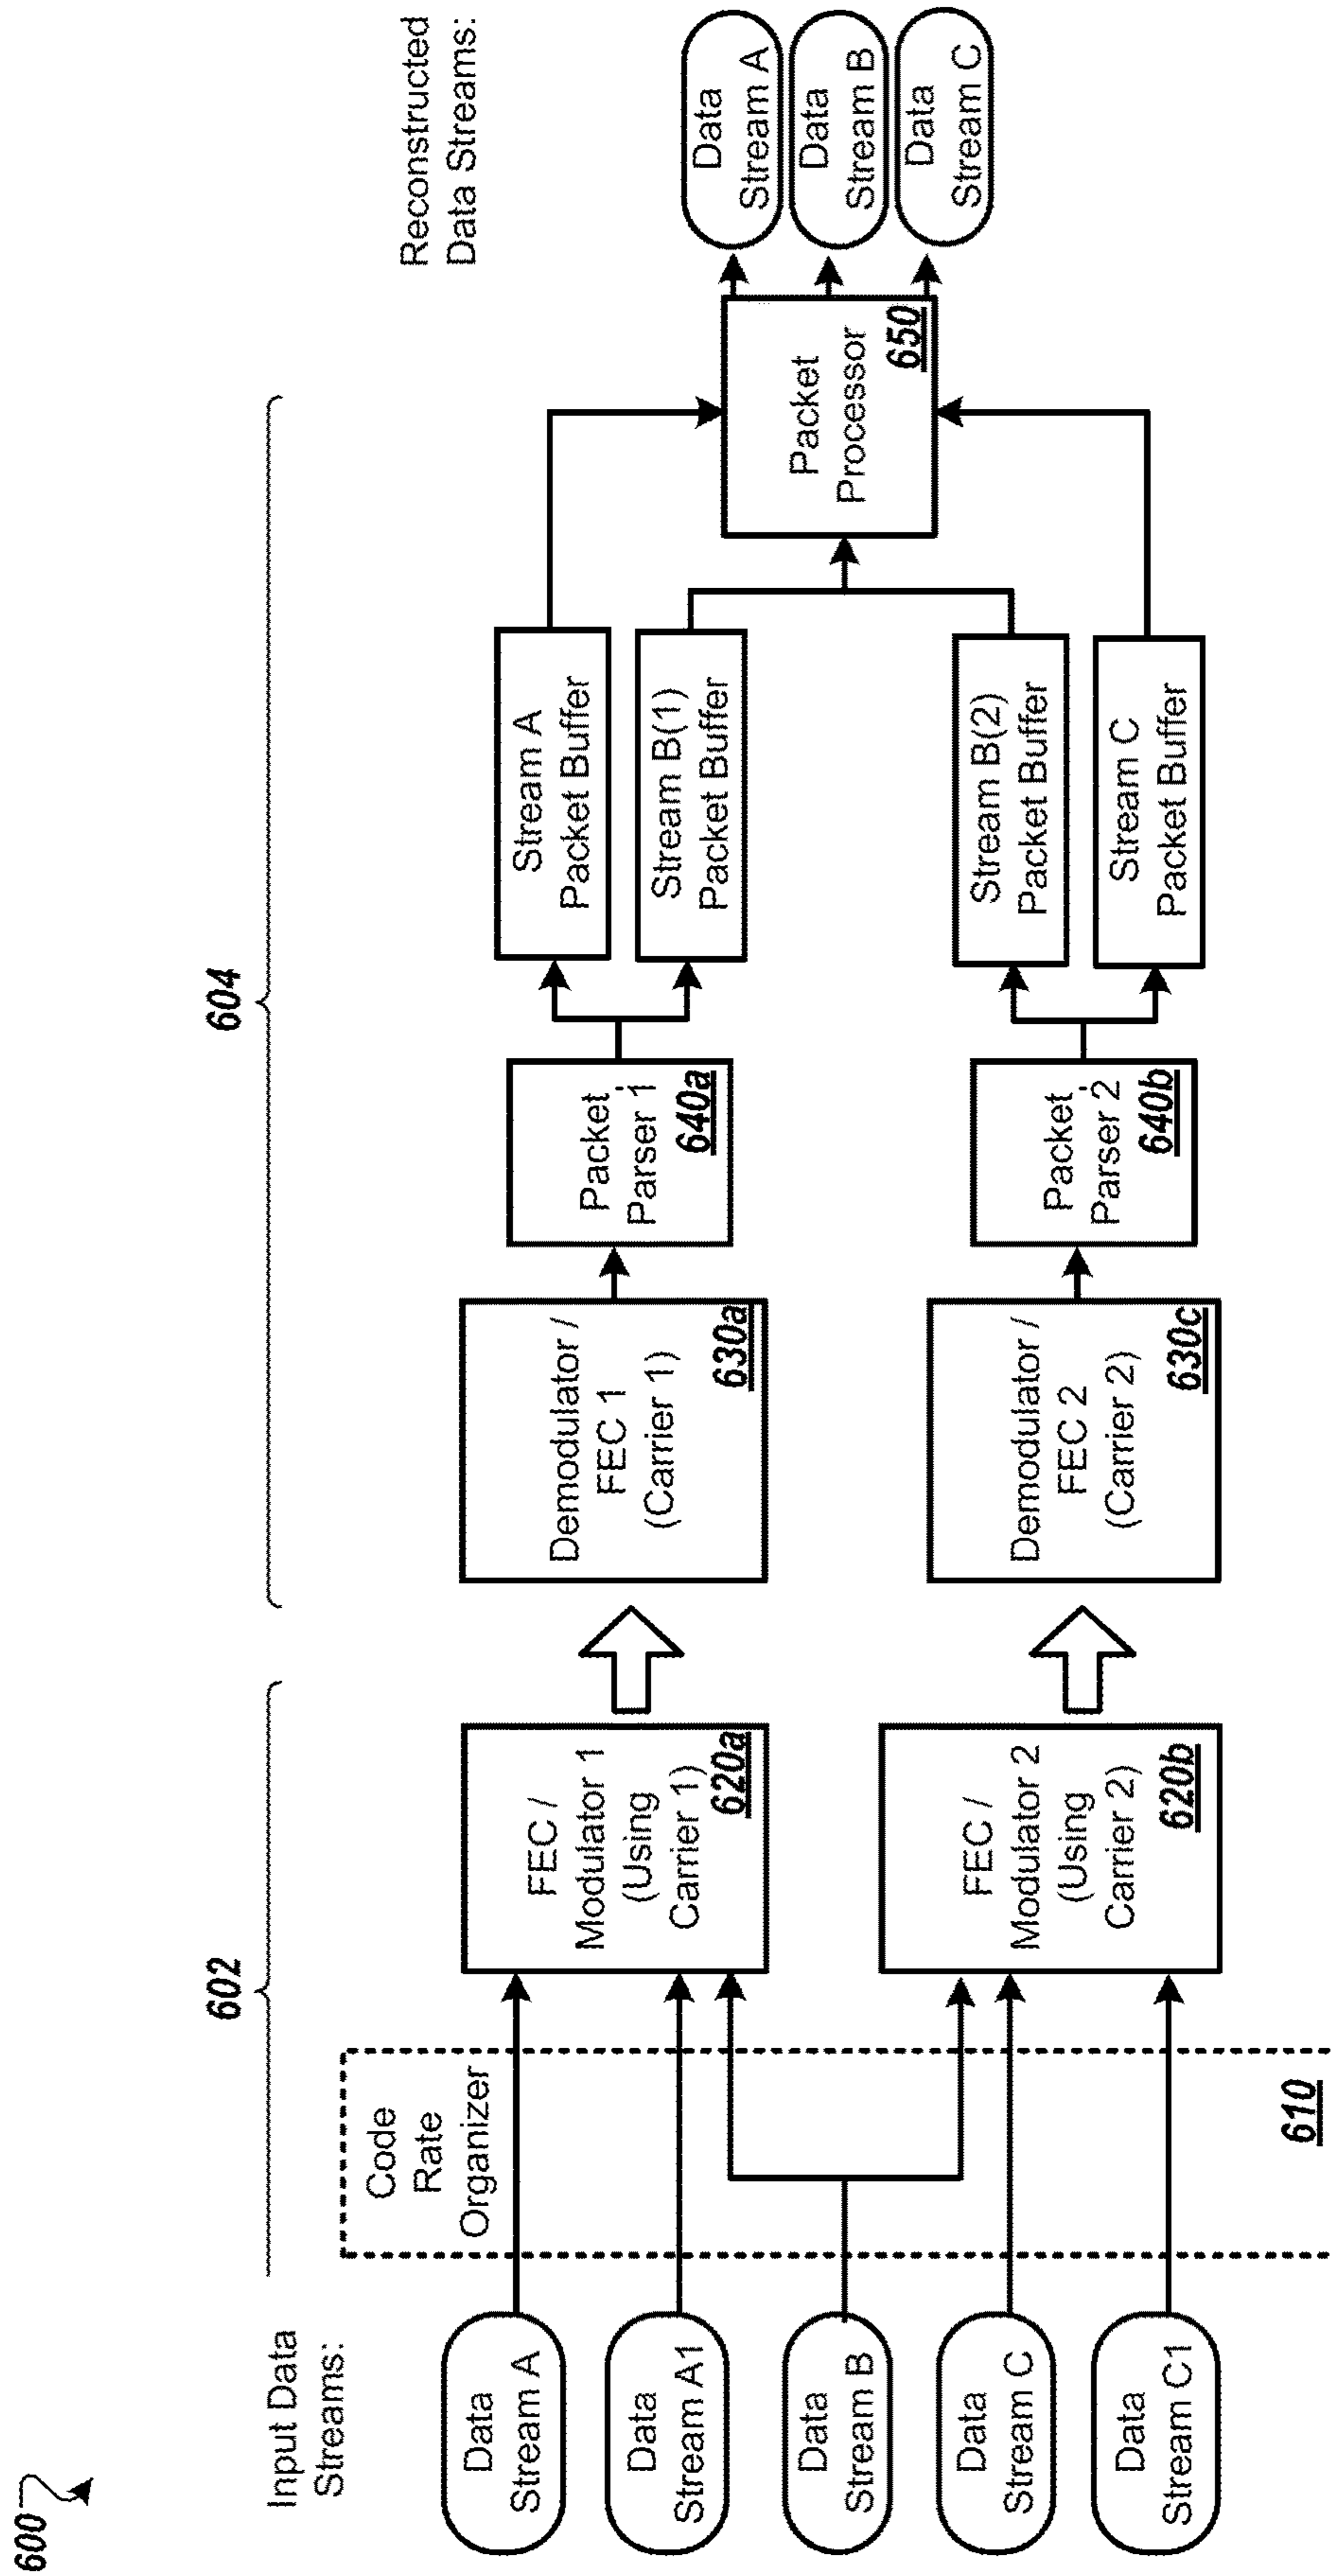 600
602
604
Input Data
Streams:
Reconstructed
Data Streams:
Code
Rate
Organizer
610
Data
Stream A
Data
Stream A1
Data
Stream B
Data
Stream C
Data
Stream C1
FEC /
Modulator 1
(Using
Carrier 1)
620a
FEC /
Modulator 2
(Using
Carrier 2)
620b
Demodulator /
FEC 1
(Carrier 1)
630a
Demodulator /
FEC 2
(Carrier 2)
630c
Packet
Parser 1
640a
Packet
Parser 2
640b
Stream A
Packet Buffer
Stream B(1)
Packet Buffer
Stream B(2)
Packet Buffer
Stream C
Packet Buffer
Packet
Processor
650
Data
Stream A
Data
Stream B
Data
Stream C